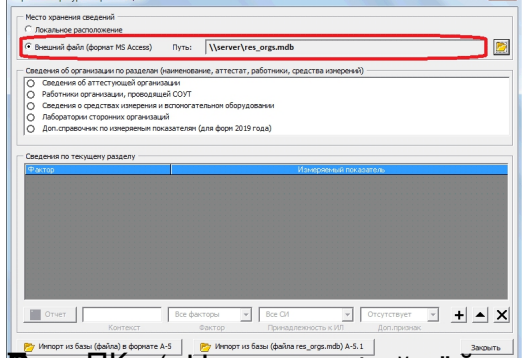 Место хранения сведений
Локальное расположение
Внешний файл (формат MS Access) Путь: \\server\res_orgs.mdb
Сведения об организации по разделам (наименование, аттестат, работники, средства измерений)
Сведения об аттестующей организации
Работники организации, проводящей СОУТ
Сведения о средствах измерения и вспомогательном оборудовании
Лаборатории сторонних организаций
Доп.справочник по измеряемым показателям (для форм 2019 года)
Сведения по текущему разделу
Фактор Измеряемый показатель
Отчет Все факторы Все ОИ Отсутствует
Контекст Фактор Принадлежность к ИЛ Доп.признак
Импорт из базы (файла) в формате А-5 Импорт из базы (файла res_orgs.mdb) А-5.1 Закрыть